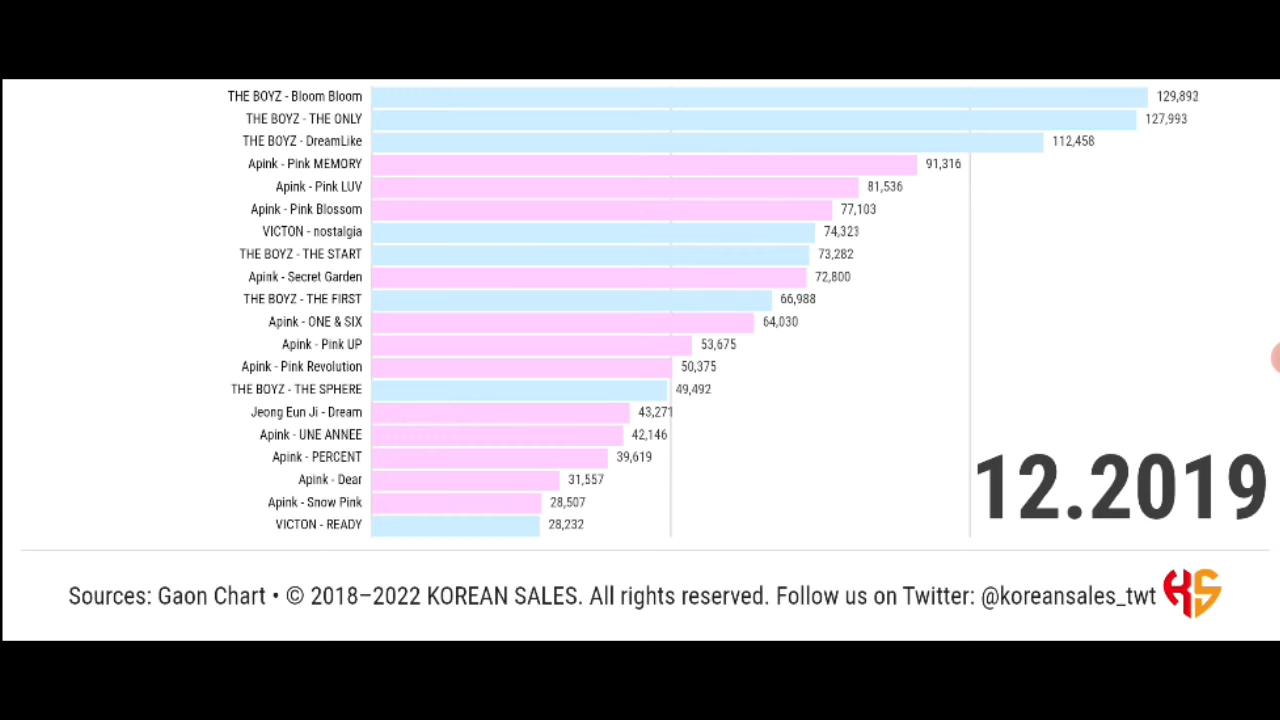 THE BOYZ - Bloom Bloom 129,892
THE BOYZ - THE ONLY 127,993
THE BOYZ - DreamLike 112,458
Apink - Pink MEMORY 91,316
Apink - Pink LUV 81,536
Apink - Pink Blossom 77,103
VICTON - nostalgia 74,323
THE BOYZ - THE START 73,282
Apink - Secret Garden 72,800
THE BOYZ - THE FIRST 66,988
Apink - ONE & SIX 64,030
Apink - Pink UP 53,675
Apink - Pink Revolution 50,375
THE BOYZ - THE SPHERE 49,492
Jeong Eun Ji - Dream 43,271
Apink - UNE ANNEE 42,146
Apink - PERCENT 39,619
Apink - Dear 31,557
Apink - Snow Pink 28,507
VICTON - READY 28,232
12.2019
Sources: Gaon Chart • © 2018–2022 KOREAN SALES. All rights reserved. Follow us on Twitter: @koreansales_twt KS